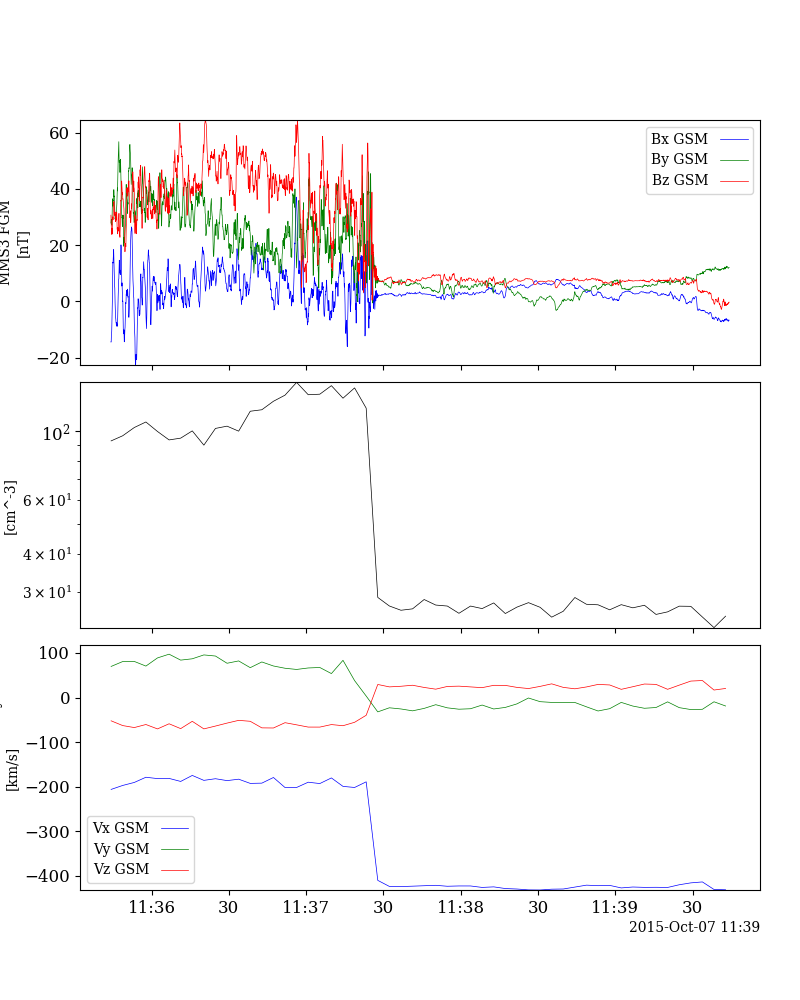 60
40
20
0
−20
MMS3 FGM
[nT]
Bx GSM
By GSM
Bz GSM
10^2
6 × 10^1
4 × 10^1
3 × 10^1
[cm^-3]
100
0
−100
−200
−300
−400
[km/s]
Vx GSM
Vy GSM
Vz GSM
11:36 30 11:37 30 11:38 30 11:39 30
2015-Oct-07 11:39